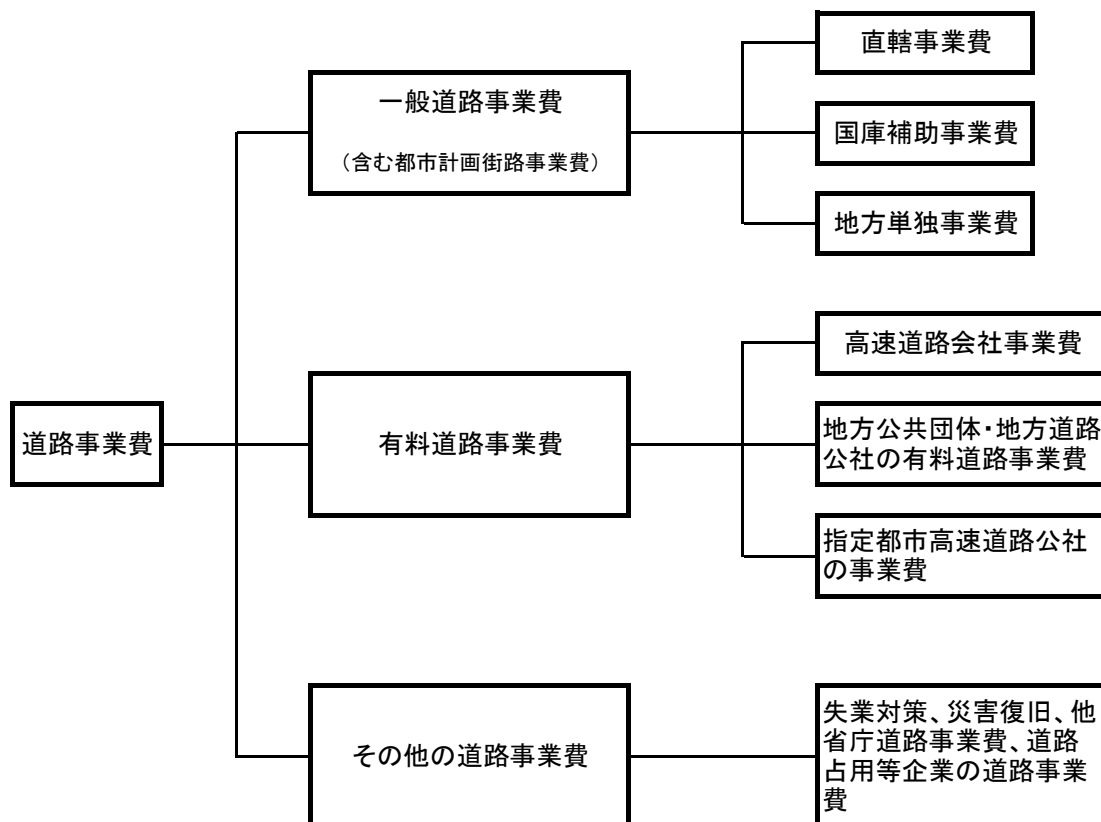 道路事業費
一般道路事業費
（含む都市計画街路事業費）
直轄事業費
国庫補助事業費
地方単独事業費
有料道路事業費
高速道路会社事業費
地方公共団体・地方道路
公社の有料道路事業費
指定都市高速道路公社
の事業費
その他の道路事業費
失業対策、災害復旧、他
省庁道路事業費、道路
占用等企業の道路事業
費